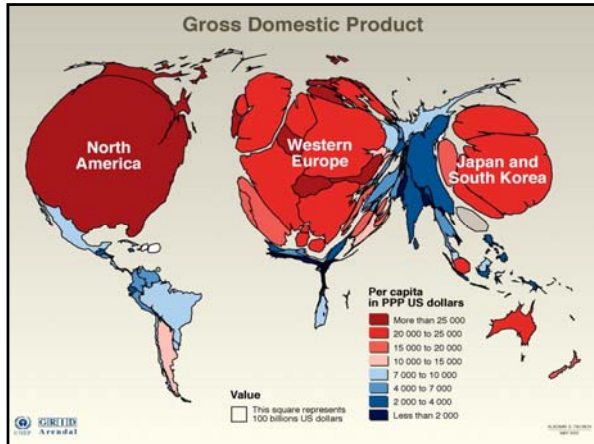 Gross Domestic Product
North
America
Western
Europe
Japan and
South Korea
Per capita
in PPP US dollars
More than 25 000
20 000 to 25 000
15 000 to 20 000
10 000 to 15 000
7 000 to 10 000
4 000 to 7 000
2 000 to 4 000
Less than 2 000
Value
This square represents
100 billions US dollars
UNEP
GRID
Arendal